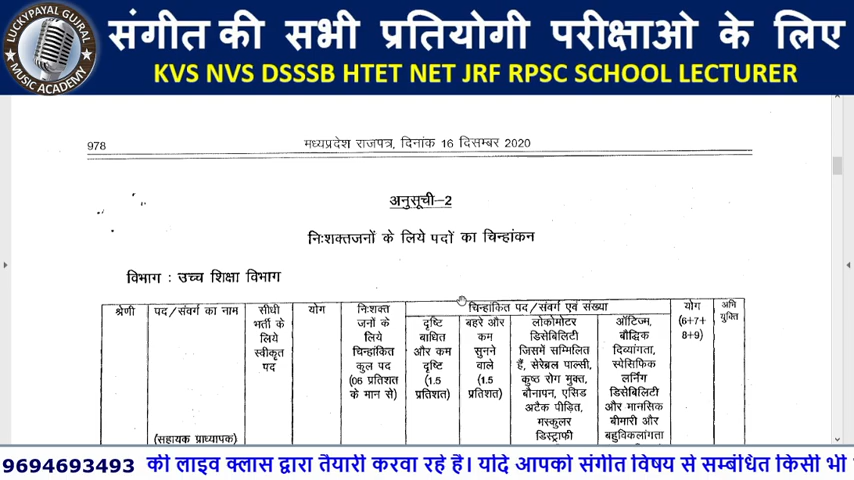 LUCKYPAYAL GURAL
MUSIC ACADEMY
संगीत की सभी प्रतियोगी परीक्षाओ के लिए
KVS NVS DSSSB HTET NET JRF RPSC SCHOOL LECTURER
978
मध्यप्रदेश राजपत्र, दिनांक 16 दिसम्बर 2020
अनुसूची–2
निःशक्तजनों के लिये पदों का चिन्हांकन
विभाग : उच्च शिक्षा विभाग
श्रेणी
पद/संवर्ग का नाम
(सहायक प्राध्यापक)
सीधी
भर्ती के
लिये
स्वीकृत
पद
योग
निःशक्त
जनों के
लिये
चिन्हांकित
कुल पद
(06 प्रतिशत
के मान से)
चिन्हांकित पद/संवर्ग एवं संख्या
दृष्टि
बाधित
और कम
दृष्टि
(1.5
प्रतिशत)
बहरे और
कम
सुनने
वाले
(1.5
प्रतिशत)
लोकोमोटर
डिसेबिलिटी
जिसमें सम्मिलित
हैं, सेरेब्रल पाल्सी,
कुष्ठ रोग मुक्त,
बौनापन, एसिड
अटैक पीड़ित,
मस्कुलर
डिस्ट्राफी
ऑटिज्म,
बौद्धिक
दिव्यांगता,
स्पेसिफिक
लर्निंग
डिसेबिलिटी
और मानसिक
बीमारी और
बहुविकलांगता
योग
(6+7+
8+9)
अभि
युक्ति
9694693493 की लाइव क्लास द्वारा तैयारी करवा रहे है। यदि आपको संगीत विषय से सम्बंधित किसी भी